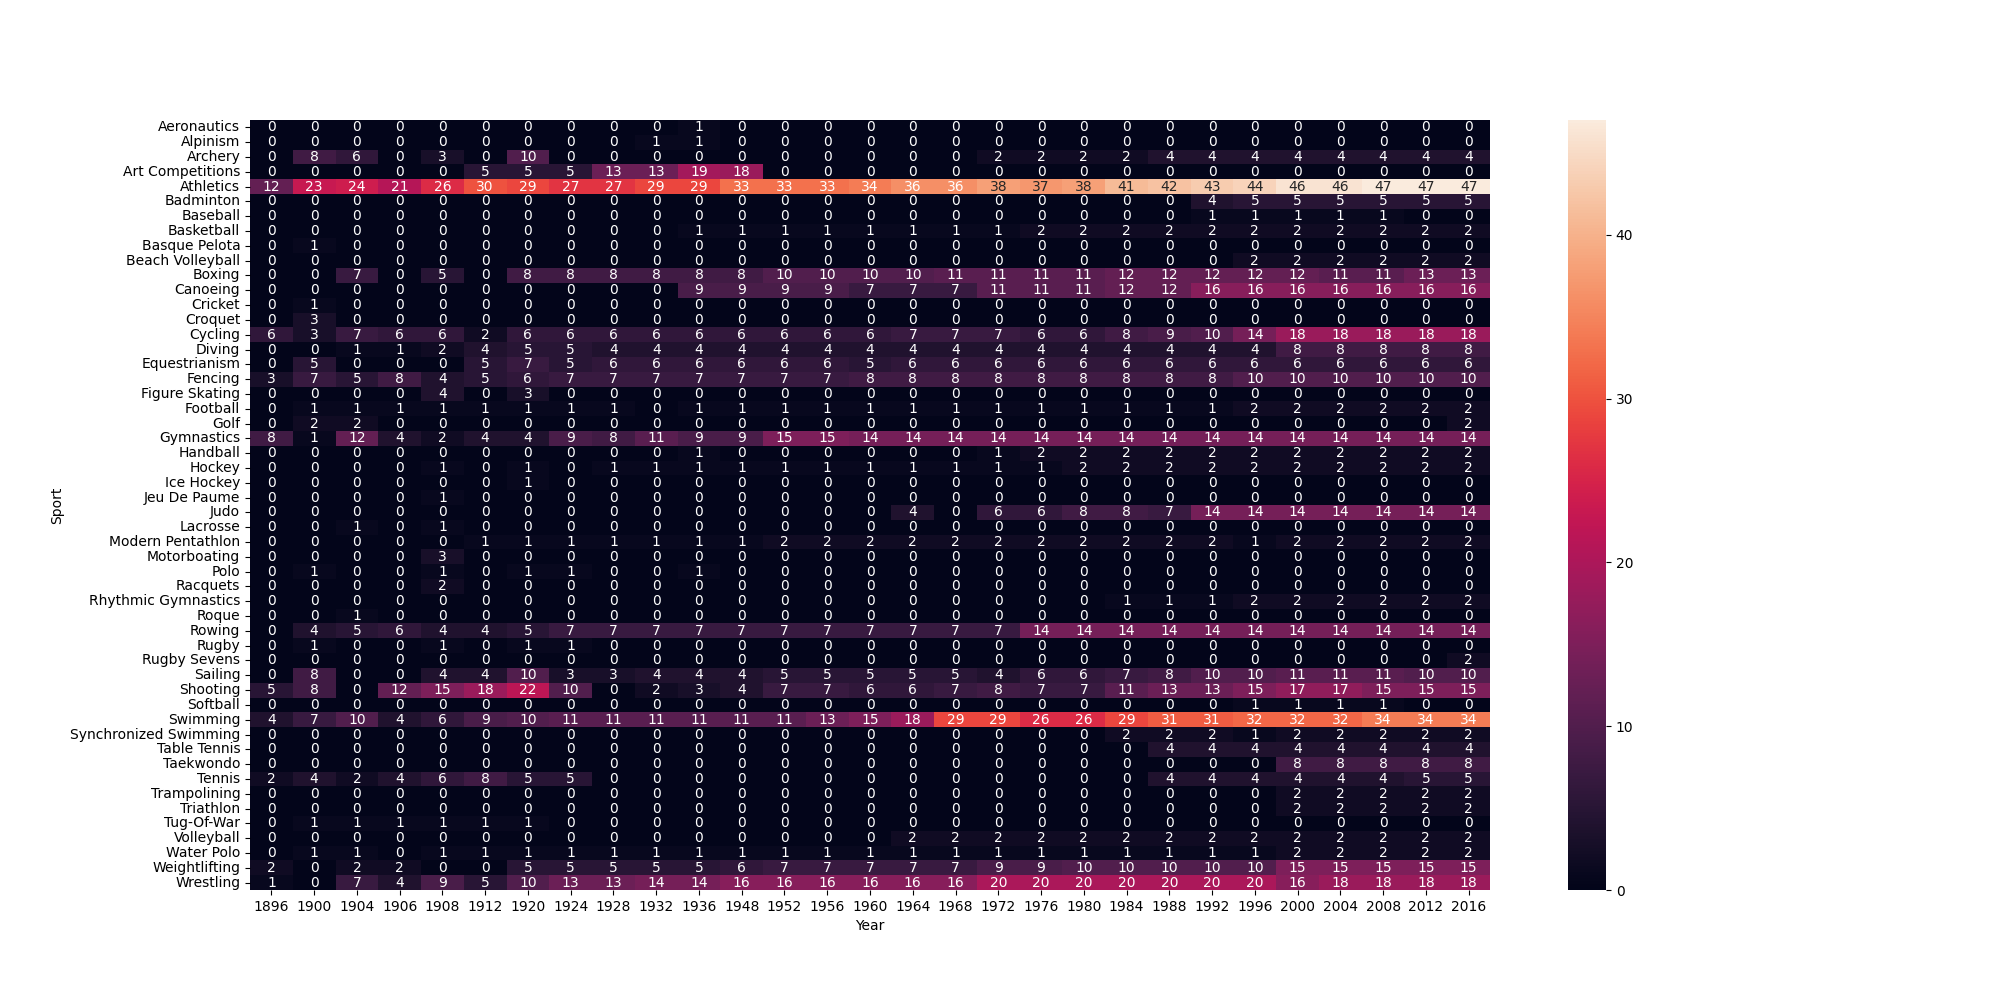 Aeronautics 0 0 0 0 0 0 0 0 0 0 1 0 0 0 0 0 0 0 0 0 0 0 0 0 0 0 0 0 0
Alpinism 0 0 0 0 0 0 0 0 0 1 1 0 0 0 0 0 0 0 0 0 0 0 0 0 0 0 0 0 0
Archery 0 8 6 0 3 0 10 0 0 0 0 0 0 0 0 0 0 2 2 2 2 4 4 4 4 4 4 4 4
Art Competitions 0 0 0 0 0 5 5 5 13 13 19 18 0 0 0 0 0 0 0 0 0 0 0 0 0 0 0 0 0
Athletics 12 23 24 21 26 30 29 27 27 29 29 33 33 33 34 36 36 38 37 38 41 42 43 44 46 46 47 47 47
Badminton 0 0 0 0 0 0 0 0 0 0 0 0 0 0 0 0 0 0 0 0 0 0 4 5 5 5 5 5 5
Baseball 0 0 0 0 0 0 0 0 0 0 0 0 0 0 0 0 0 0 0 0 0 0 1 1 1 1 1 0 0
Basketball 0 0 0 0 0 0 0 0 0 0 1 1 1 1 1 1 1 1 2 2 2 2 2 2 2 2 2 2 2
Basque Pelota 0 1 0 0 0 0 0 0 0 0 0 0 0 0 0 0 0 0 0 0 0 0 0 0 0 0 0 0 0
Beach Volleyball 0 0 0 0 0 0 0 0 0 0 0 0 0 0 0 0 0 0 0 0 0 0 0 2 2 2 2 2 2
Boxing 0 0 7 0 5 0 8 8 8 8 8 8 10 10 10 10 11 11 11 11 12 12 12 12 12 11 11 13 13
Canoeing 0 0 0 0 0 0 0 0 0 0 9 9 9 9 7 7 7 11 11 11 12 12 16 16 16 16 16 16 16
Cricket 0 1 0 0 0 0 0 0 0 0 0 0 0 0 0 0 0 0 0 0 0 0 0 0 0 0 0 0 0
Croquet 0 3 0 0 0 0 0 0 0 0 0 0 0 0 0 0 0 0 0 0 0 0 0 0 0 0 0 0 0
Cycling 6 3 7 6 6 2 6 6 6 6 6 6 6 6 6 7 7 7 6 6 8 9 10 14 18 18 18 18 18
Diving 0 0 1 1 2 4 5 5 4 4 4 4 4 4 4 4 4 4 4 4 4 4 4 4 8 8 8 8 8
Equestrianism 0 5 0 0 0 5 7 5 6 6 6 6 6 6 5 6 6 6 6 6 6 6 6 6 6 6 6 6 6
Fencing 3 7 5 8 4 5 6 7 7 7 7 7 7 7 8 8 8 8 8 8 8 8 8 10 10 10 10 10 10
Figure Skating 0 0 0 0 4 0 3 0 0 0 0 0 0 0 0 0 0 0 0 0 0 0 0 0 0 0 0 0 0
Football 0 1 1 1 1 1 1 1 1 0 1 1 1 1 1 1 1 1 1 1 1 1 1 2 2 2 2 2 2
Golf 0 2 2 0 0 0 0 0 0 0 0 0 0 0 0 0 0 0 0 0 0 0 0 0 0 0 0 0 2
Gymnastics 8 1 12 4 2 4 4 9 8 11 9 9 15 15 14 14 14 14 14 14 14 14 14 14 14 14 14 14 14
Handball 0 0 0 0 0 0 0 0 0 0 1 0 0 0 0 0 0 1 2 2 2 2 2 2 2 2 2 2 2
Hockey 0 0 0 0 1 0 1 0 1 1 1 1 1 1 1 1 1 1 1 2 2 2 2 2 2 2 2 2 2
Ice Hockey 0 0 0 0 0 0 1 0 0 0 0 0 0 0 0 0 0 0 0 0 0 0 0 0 0 0 0 0 0
Jeu De Paume 0 0 0 0 1 0 0 0 0 0 0 0 0 0 0 0 0 0 0 0 0 0 0 0 0 0 0 0 0
Judo 0 0 0 0 0 0 0 0 0 0 0 0 0 0 0 4 0 6 6 8 8 7 14 14 14 14 14 14 14
Lacrosse 0 0 1 0 1 0 0 0 0 0 0 0 0 0 0 0 0 0 0 0 0 0 0 0 0 0 0 0 0
Modern Pentathlon 0 0 0 0 0 1 1 1 1 1 1 1 2 2 2 2 2 2 2 2 2 2 2 1 2 2 2 2 2
Motorboating 0 0 0 0 3 0 0 0 0 0 0 0 0 0 0 0 0 0 0 0 0 0 0 0 0 0 0 0 0
Polo 0 1 0 0 1 0 1 1 0 0 1 0 0 0 0 0 0 0 0 0 0 0 0 0 0 0 0 0 0
Racquets 0 0 0 0 2 0 0 0 0 0 0 0 0 0 0 0 0 0 0 0 0 0 0 0 0 0 0 0 0
Rhythmic Gymnastics 0 0 0 0 0 0 0 0 0 0 0 0 0 0 0 0 0 0 0 0 1 1 1 2 2 2 2 2 2
Roque 0 0 1 0 0 0 0 0 0 0 0 0 0 0 0 0 0 0 0 0 0 0 0 0 0 0 0 0 0
Rowing 0 4 5 6 4 4 5 7 7 7 7 7 7 7 7 7 7 7 14 14 14 14 14 14 14 14 14 14 14
Rugby 0 1 0 0 1 0 1 1 0 0 0 0 0 0 0 0 0 0 0 0 0 0 0 0 0 0 0 0 0
Rugby Sevens 0 0 0 0 0 0 0 0 0 0 0 0 0 0 0 0 0 0 0 0 0 0 0 0 0 0 0 0 2
Sailing 0 8 0 0 4 4 10 3 3 4 4 4 5 5 5 5 5 4 6 6 7 8 10 10 11 11 11 10 10
Shooting 5 8 0 12 15 18 22 10 0 2 3 4 7 7 6 6 7 8 7 7 11 13 13 15 17 17 15 15 15
Softball 0 0 0 0 0 0 0 0 0 0 0 0 0 0 0 0 0 0 0 0 0 0 0 1 1 1 1 0 0
Swimming 4 7 10 4 6 9 10 11 11 11 11 11 11 13 15 18 29 29 26 26 29 31 31 32 32 32 34 34 34
Synchronized Swimming 0 0 0 0 0 0 0 0 0 0 0 0 0 0 0 0 0 0 0 0 2 2 2 1 2 2 2 2 2
Table Tennis 0 0 0 0 0 0 0 0 0 0 0 0 0 0 0 0 0 0 0 0 0 4 4 4 4 4 4 4 4
Taekwondo 0 0 0 0 0 0 0 0 0 0 0 0 0 0 0 0 0 0 0 0 0 0 0 0 8 8 8 8 8
Tennis 2 4 2 4 6 8 5 5 0 0 0 0 0 0 0 0 0 0 0 0 0 4 4 4 4 4 4 5 5
Trampolining 0 0 0 0 0 0 0 0 0 0 0 0 0 0 0 0 0 0 0 0 0 0 0 0 2 2 2 2 2
Triathlon 0 0 0 0 0 0 0 0 0 0 0 0 0 0 0 0 0 0 0 0 0 0 0 0 2 2 2 2 2
Tug-Of-War 0 1 1 1 1 1 1 0 0 0 0 0 0 0 0 0 0 0 0 0 0 0 0 0 0 0 0 0 0
Volleyball 0 0 0 0 0 0 0 0 0 0 0 0 0 0 0 2 2 2 2 2 2 2 2 2 2 2 2 2 2
Water Polo 0 1 1 0 1 1 1 1 1 1 1 1 1 1 1 1 1 1 1 1 1 1 1 1 2 2 2 2 2
Weightlifting 2 0 2 2 0 0 5 5 5 5 5 6 7 7 7 7 7 9 9 10 10 10 10 10 15 15 15 15 15
Wrestling 1 0 7 4 9 5 10 13 13 14 14 16 16 16 16 16 16 20 20 20 20 20 20 20 16 18 18 18 18
1896 1900 1904 1906 1908 1912 1920 1924 1928 1932 1936 1948 1952 1956 1960 1964 1968 1972 1976 1980 1984 1988 1992 1996 2000 2004 2008 2012 2016
Year
Sport
40
30
20
10
0